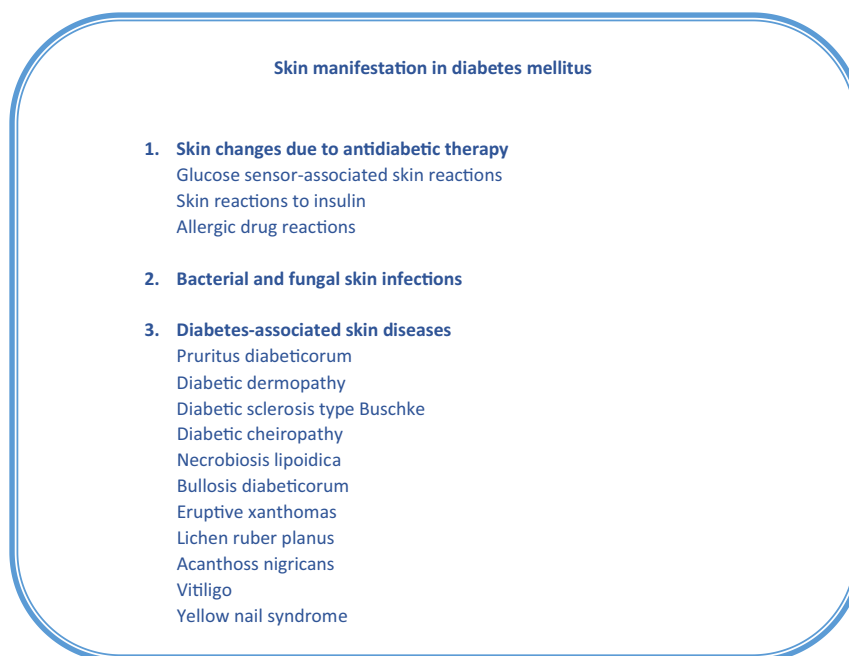 Skin manifestation in diabetes mellitus
1. Skin changes due to antidiabetic therapy
Glucose sensor-associated skin reactions
Skin reactions to insulin
Allergic drug reactions
2. Bacterial and fungal skin infections
3. Diabetes-associated skin diseases
Pruritus diabeticorum
Diabetic dermopathy
Diabetic sclerosis type Buschke
Diabetic cheiropathy
Necrobiosis lipoidica
Bullosis diabeticorum
Eruptive xanthomas
Lichen ruber planus
Acanthoss nigricans
Vitiligo
Yellow nail syndrome